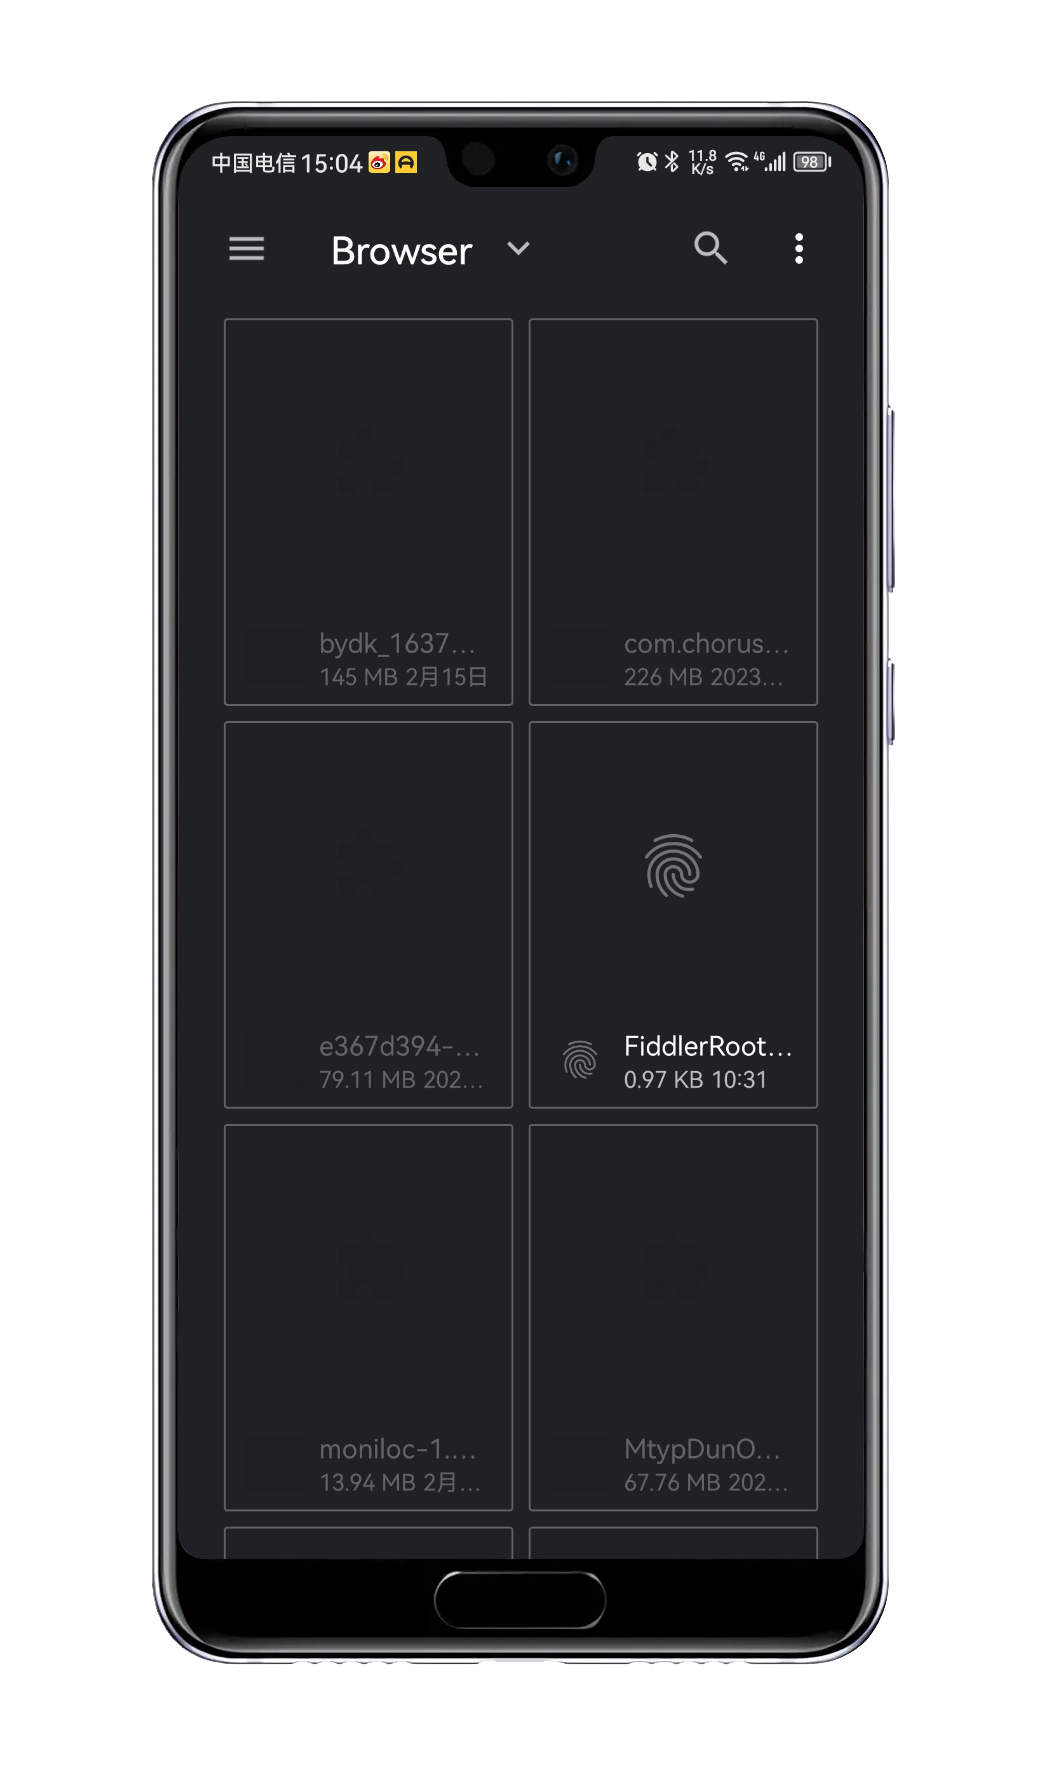 中国电信 15:04
11.8 K/s 4G 98
Browser
bydk_1637...
145 MB 2月15日
com.chorus...
226 MB 2023...
e367d394-...
79.11 MB 202...
FiddlerRoot...
0.97 KB 10:31
moniloc-1....
13.94 MB 2月...
MtypDunO...
67.76 MB 202...